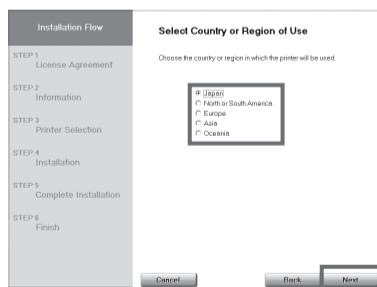 Installation Flow
STEP 1
License Agreement
STEP 2
Information
STEP 3
Printer Selection
STEP 4
Installation
STEP 5
Complete Installation
STEP 6
Finish
Select Country or Region of Use
Choose the country or region in which the printer will be used.
Japan
North or South America
Europe
Asia
Oceania
Cancel Back Next